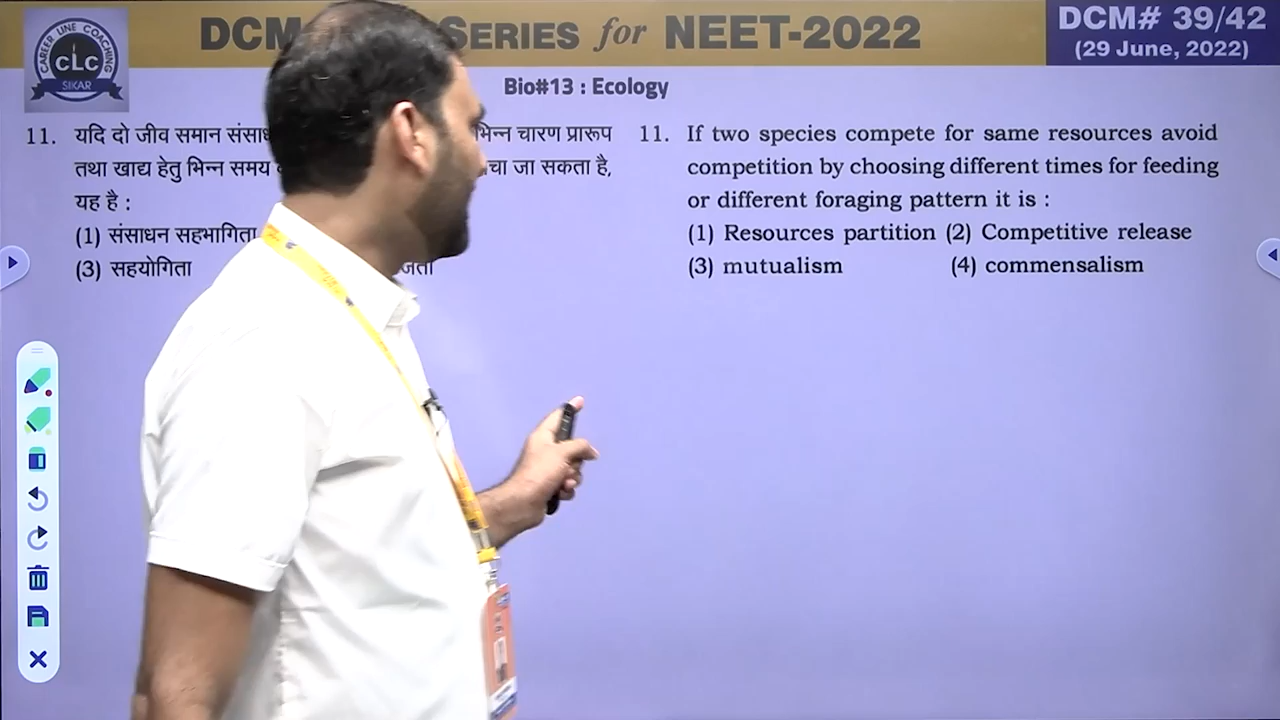 CAREER LINE COACHING
CLC
SIKAR
DCM SERIES for NEET-2022
DCM# 39/42
(29 June, 2022)
Bio#13 : Ecology
11. यदि दो जीव समान भिन्न चारण प्रारूप
तथा खाद्य हेतु भिन्न समय जा सकता है,
यह है :
(1) संसाधन सहभागिता
(3) सहयोगिता
11. If two species compete for same resources avoid
competition by choosing different times for feeding
or different foraging pattern it is :
(1) Resources partition (2) Competitive release
(3) mutualism (4) commensalism